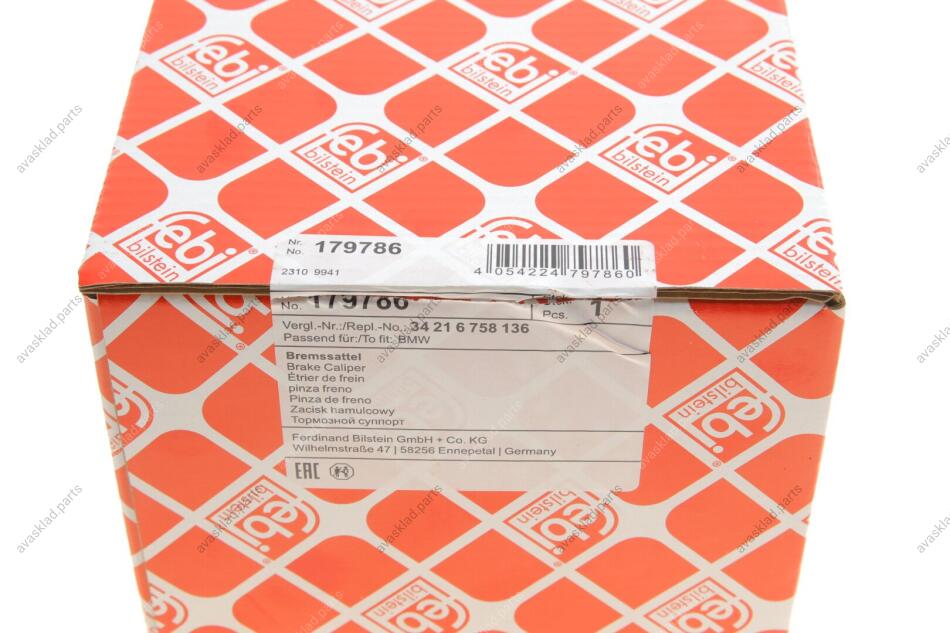 febi
bilstein
Nr.
No. 179786
2310 9941
4 054224 797860
No. 179786
Stck.
Pcs. 1
Vergl.-Nr.:/Repl.-No.: 34 21 6 758 136
Passend für:/To fit: BMW
Bremssattel
Brake Caliper
Étrier de frein
pinza freno
Pinza de freno
Zacisk hamulcowy
Тормозной суппорт
Ferdinand Bilstein GmbH + Co. KG
Wilhelmstraße 47 | 58256 Ennepetal | Germany
EAC
avasklad.parts